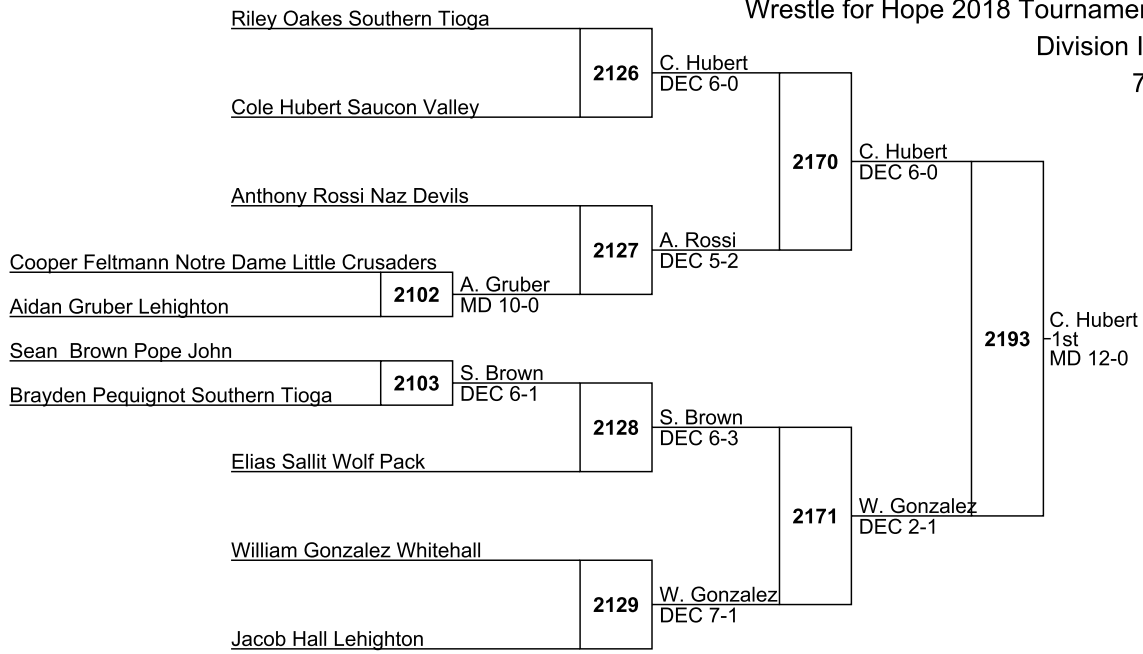 Wrestle for Hope 2018 Tournamen
Division I
7
Riley Oakes Southern Tioga
2126
C. Hubert
DEC 6-0
Cole Hubert Saucon Valley
2170
C. Hubert
DEC 6-0
Anthony Rossi Naz Devils
2127
A. Rossi
DEC 5-2
Cooper Feltmann Notre Dame Little Crusaders
2102
A. Gruber
MD 10-0
Aidan Gruber Lehighton
2193
C. Hubert
1st
MD 12-0
Sean  Brown Pope John
2103
S. Brown
DEC 6-1
Brayden Pequignot Southern Tioga
2128
S. Brown
DEC 6-3
Elias Sallit Wolf Pack
2171
W. Gonzalez
DEC 2-1
William Gonzalez Whitehall
2129
W. Gonzalez
DEC 7-1
Jacob Hall Lehighton